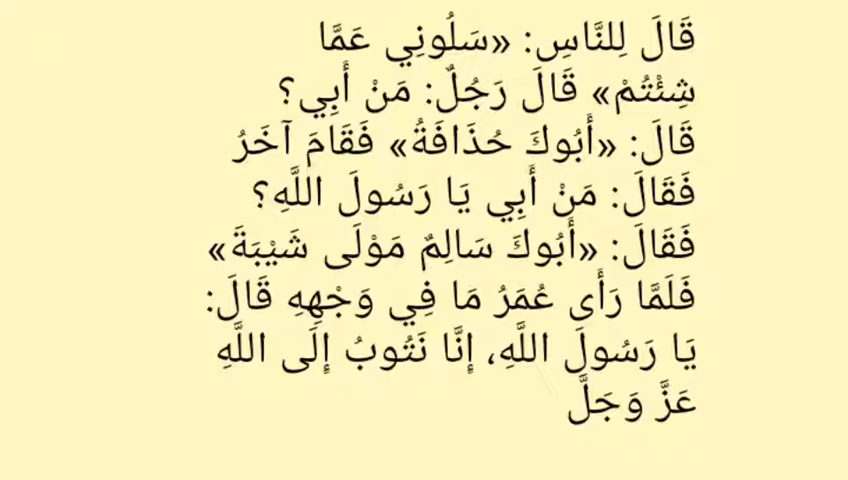 قَالَ لِلنَّاسِ: «سَلُونِي عَمَّا
شِئْتُمْ» قَالَ رَجُلٌ: مَنْ أَبِي؟
قَالَ: «أَبُوكَ حُذَافَةُ» فَقَامَ آخَرُ
فَقَالَ: مَنْ أَبِي يَا رَسُولَ اللَّهِ؟
فَقَالَ: «أَبُوكَ سَالِمٌ مَوْلَى شَيْبَةَ»
فَلَمَّا رَأَى عُمَرُ مَا فِي وَجْهِهِ قَالَ:
يَا رَسُولَ اللَّهِ، إِنَّا نَتُوبُ إِلَى اللَّهِ
عَزَّ وَجَلَّ